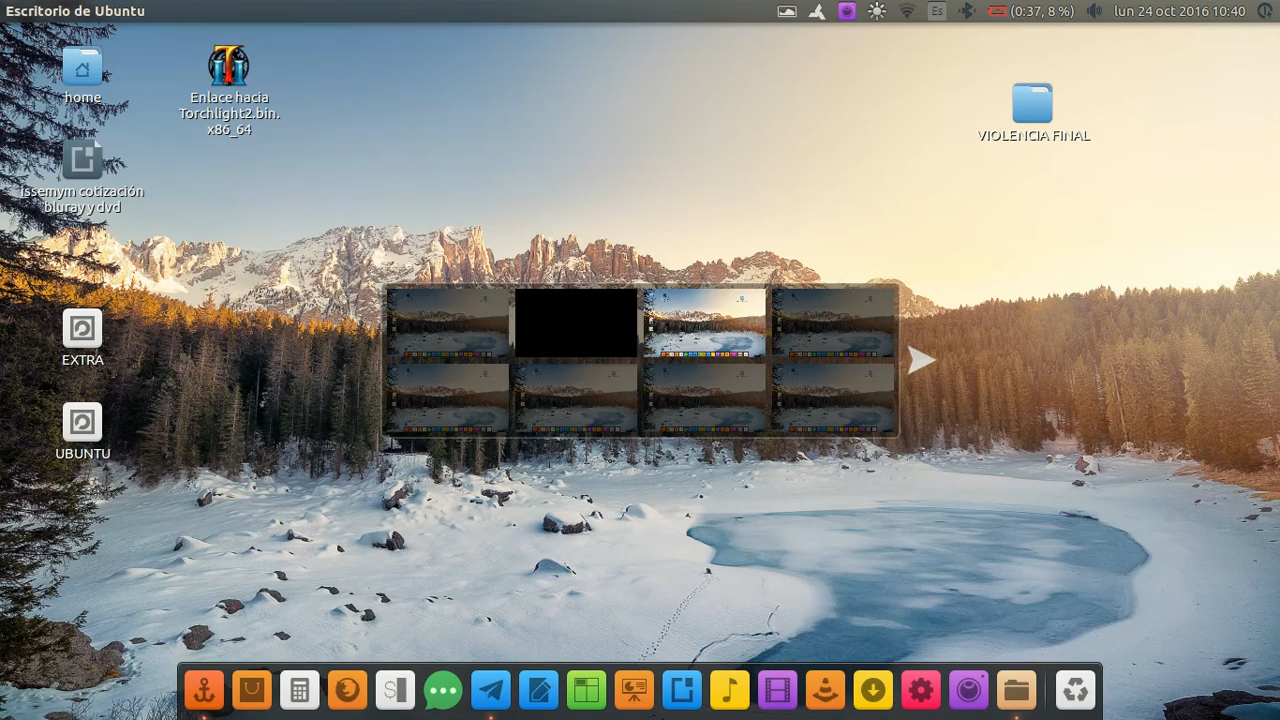 Escritorio de Ubuntu
Es
(0:37, 8 %)
lun 24 oct 2016 10:40
home
Enlace hacia
Torchlight2.bin.
x86_64
VIOLENCIA FINAL
issemym cotización
bluray y dvd
EXTRA
UBUNTU